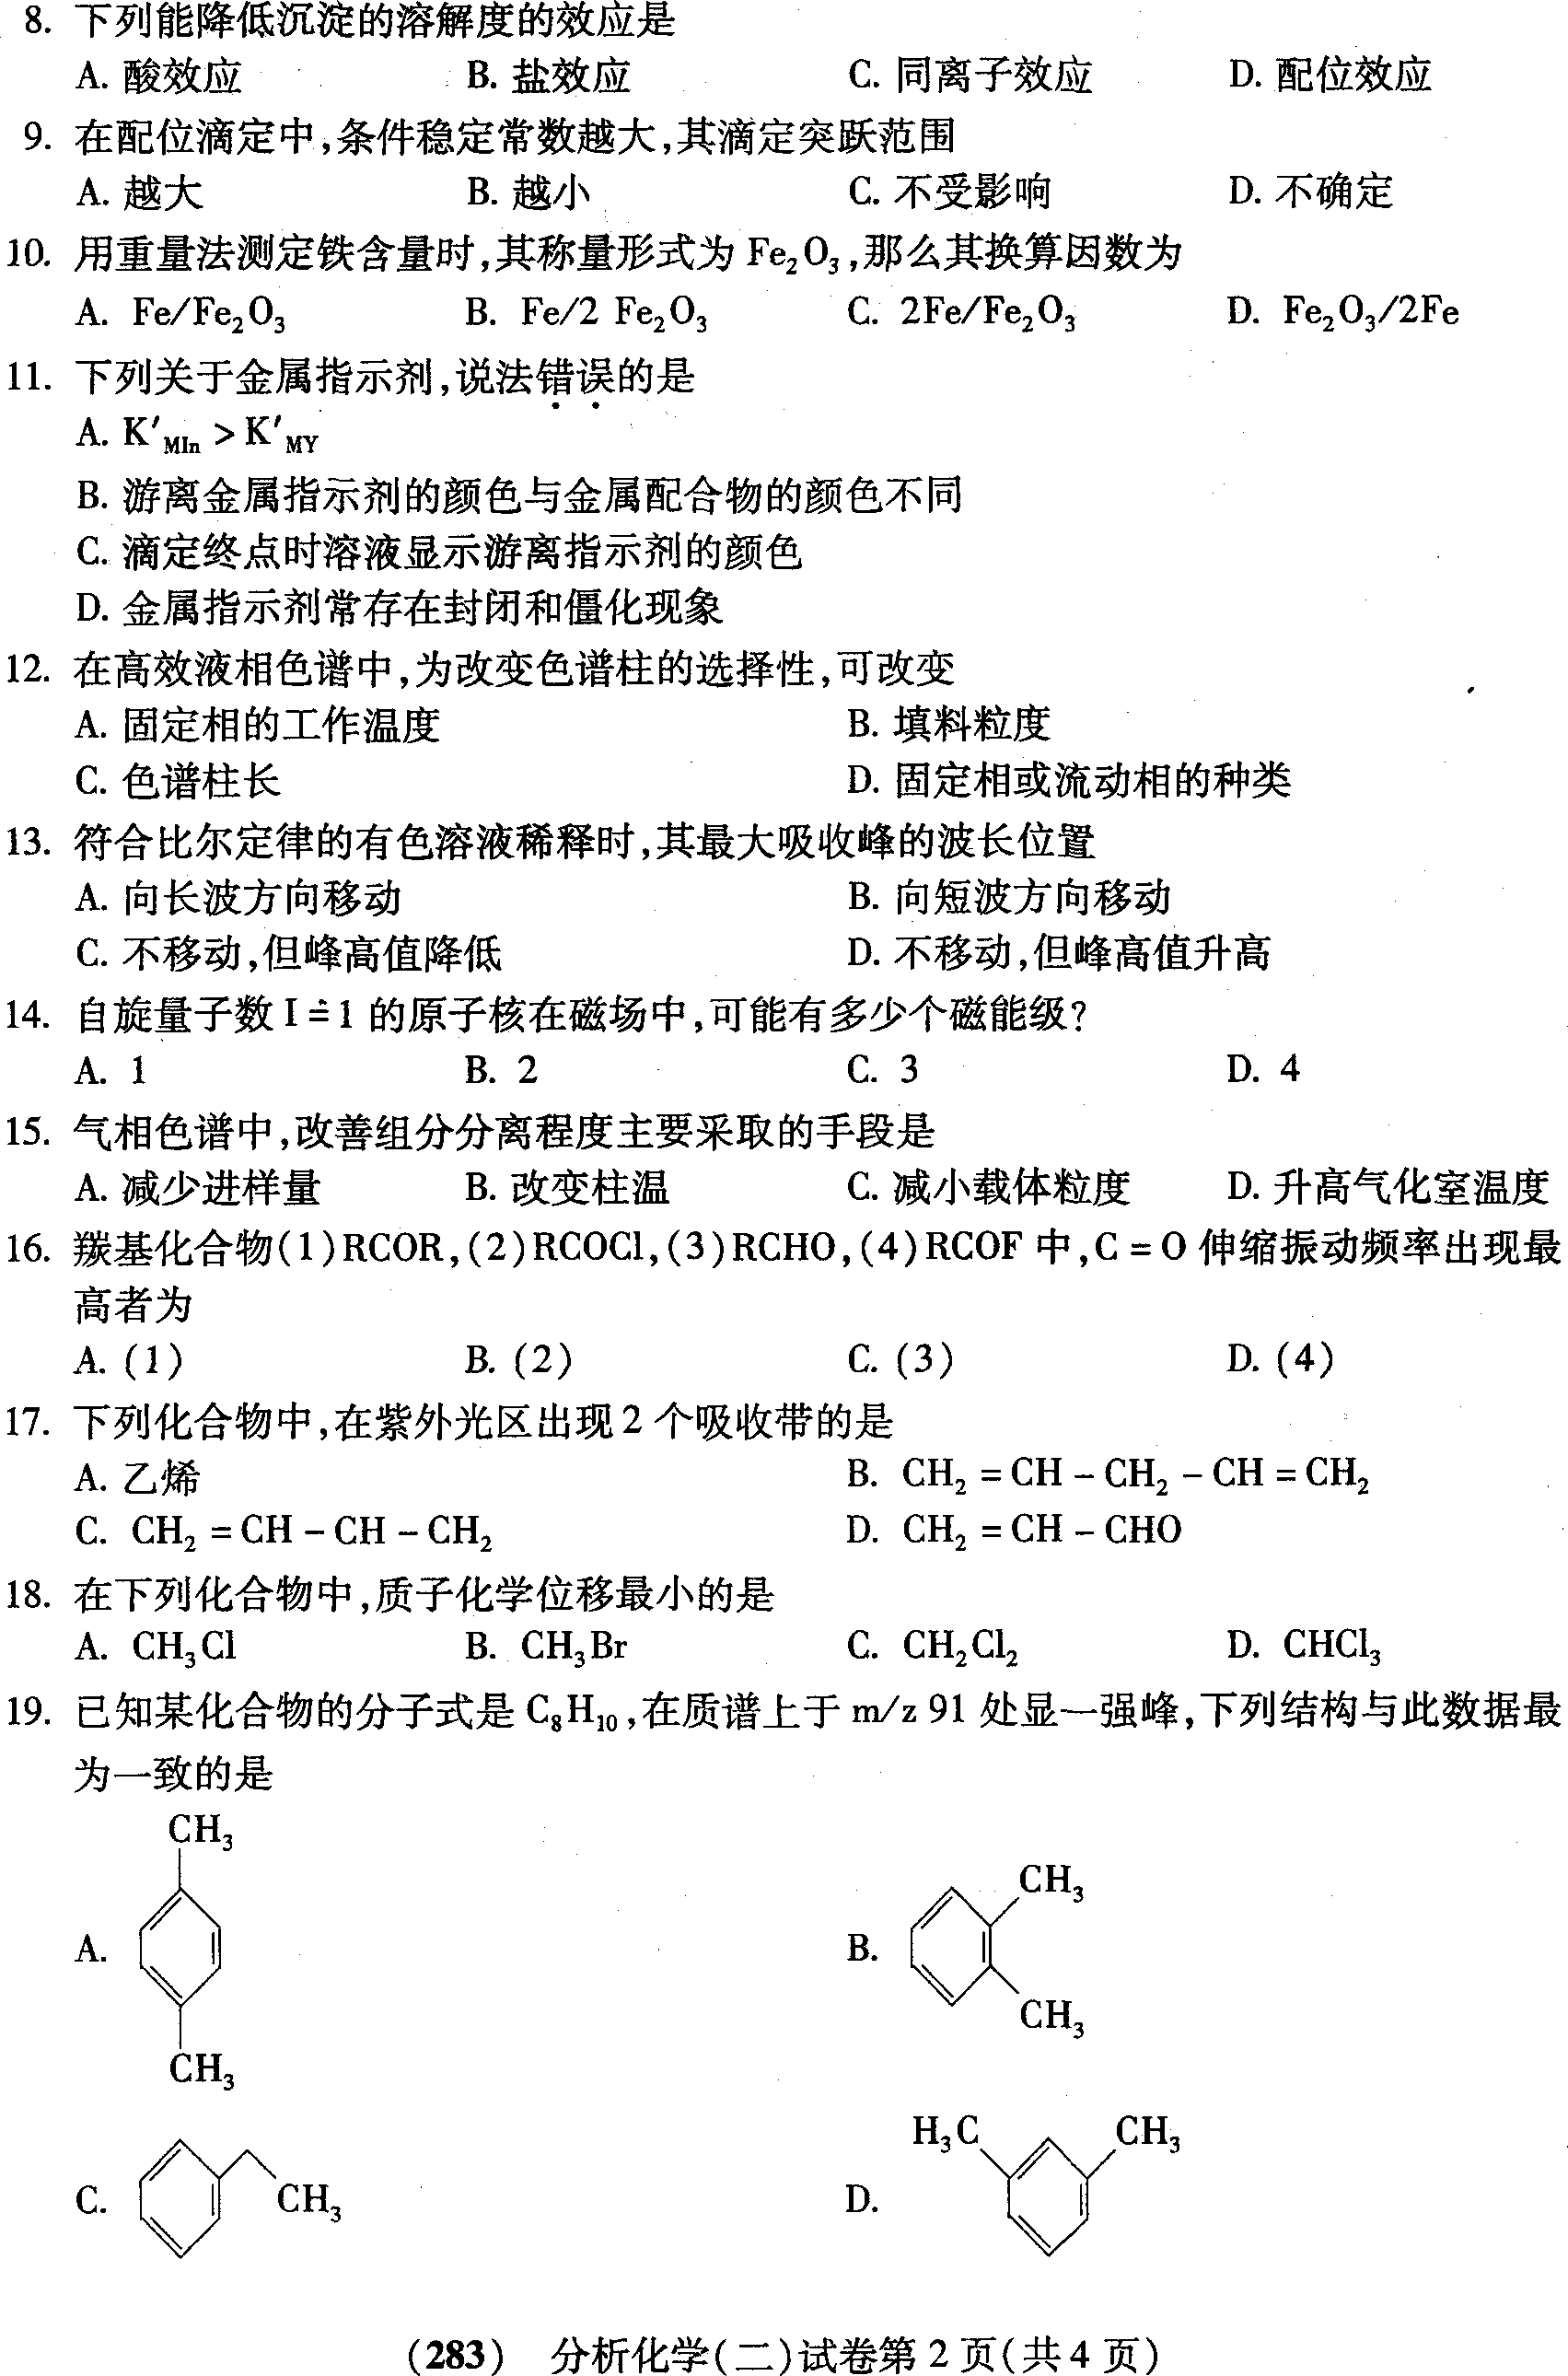 8. 下列能降低沉淀的溶解度的效应是
A. 酸效应 B. 盐效应 C. 同离子效应 D. 配位效应
9. 在配位滴定中,条件稳定常数越大,其滴定突跃范围
A. 越大 B. 越小 C. 不受影响 D. 不确定
10. 用重量法测定铁含量时,其称量形式为 Fe₂O₃,那么其换算因数为
A. Fe/Fe₂O₃ B. Fe/2 Fe₂O₃ C. 2Fe/Fe₂O₃ D. Fe₂O₃/2Fe
11. 下列关于金属指示剂,说法错误的是
A. K′MIn > K′MY
B. 游离金属指示剂的颜色与金属配合物的颜色不同
C. 滴定终点时溶液显示游离指示剂的颜色
D. 金属指示剂常存在封闭和僵化现象
12. 在高效液相色谱中,为改变色谱柱的选择性,可改变
A. 固定相的工作温度 B. 填料粒度
C. 色谱柱长 D. 固定相或流动相的种类
13. 符合比尔定律的有色溶液稀释时,其最大吸收峰的波长位置
A. 向长波方向移动 B. 向短波方向移动
C. 不移动,但峰高值降低 D. 不移动,但峰高值升高
14. 自旋量子数 I = 1 的原子核在磁场中,可能有多少个磁能级?
A. 1 B. 2 C. 3 D. 4
15. 气相色谱中,改善组分分离程度主要采取的手段是
A. 减少进样量 B. 改变柱温 C. 减小载体粒度 D. 升高气化室温度
16. 羰基化合物(1)RCOR,(2)RCOCl,(3)RCHO,(4)RCOF 中,C = O 伸缩振动频率出现最
高者为
A. (1) B. (2) C. (3) D. (4)
17. 下列化合物中,在紫外光区出现 2 个吸收带的是
A. 乙烯 B. CH₂ = CH – CH₂ – CH = CH₂
C. CH₂ = CH – CH – CH₂ D. CH₂ = CH – CHO
18. 在下列化合物中,质子化学位移最小的是
A. CH₃Cl B. CH₃Br C. CH₂Cl₂ D. CHCl₃
19. 已知某化合物的分子式是 C₈H₁₀,在质谱上于 m/z 91 处显一强峰,下列结构与此数据最
为一致的是
CH₃
CH₃
A. B.
CH₃
CH₃
H₃C CH₃
C. CH₃ D.
(283) 分析化学(二)试卷第 2 页(共 4 页)